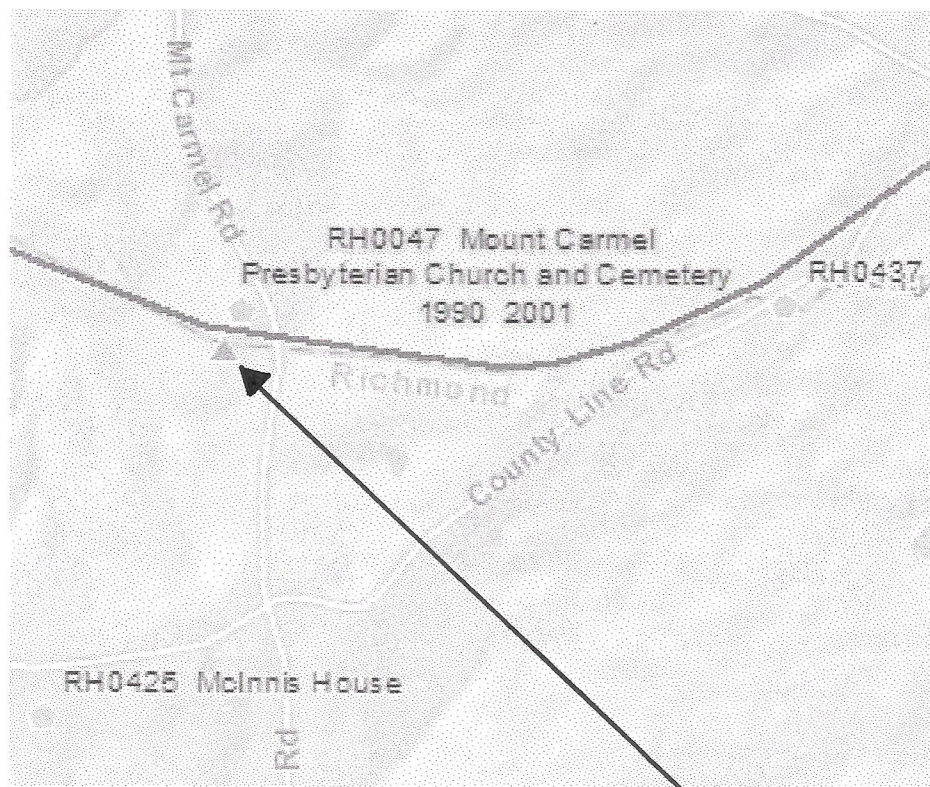 Mt Carmel Rd
RH0047 Mount Carmel
Presbyterian Church and Cemetery
1990 2001
RH0437
Richmond
County Line Rd
RH0425 McInnis House
Rd